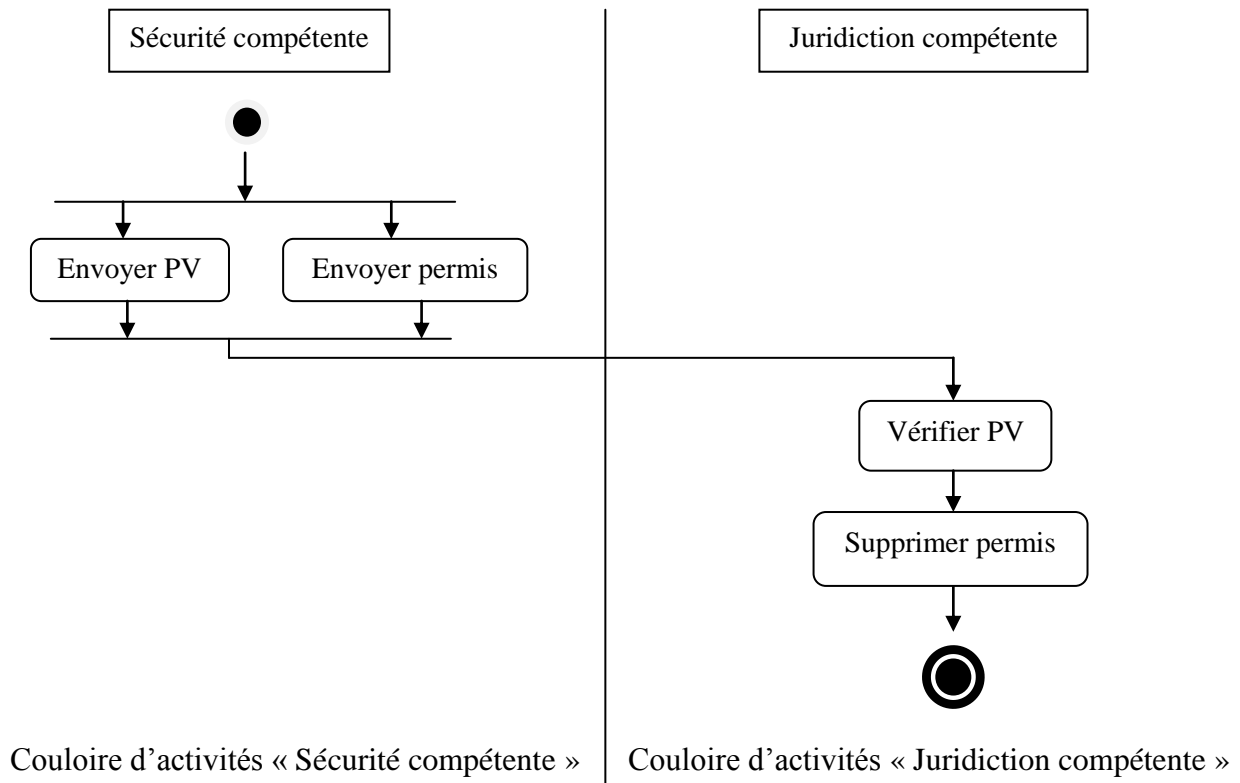 Sécurité compétente
Juridiction compétente
Envoyer PV
Envoyer permis
Vérifier PV
Supprimer permis
Couloire d’activités « Sécurité compétente »
Couloire d’activités « Juridiction compétente »